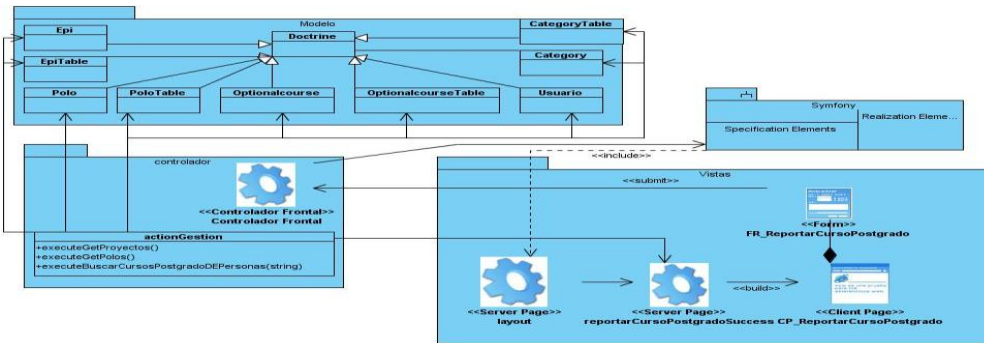 Modelo
Epi
Doctrine
CategoryTable
EpiTable
Category
Polo
PoloTable
Optionalcourse
OptionalcourseTable
Usuario
Symfony
Specification Elements
Realization Eleme...
controlador
<<include>>
Vistas
<<submit>>
<<Controlador Frontal>>
Controlador Frontal
<<Form>>
FR_ReportarCursoPostgrado
actionGestion
+executeGetProyectos()
+executeGetPolos()
+executeBuscarCursosPostgradoDEPersonas(string)
<<build>>
<<Server Page>>
layout
<<Server Page>>
reportarCursoPostgradoSuccess
<<Client Page>>
CP_ReportarCursoPostgrado